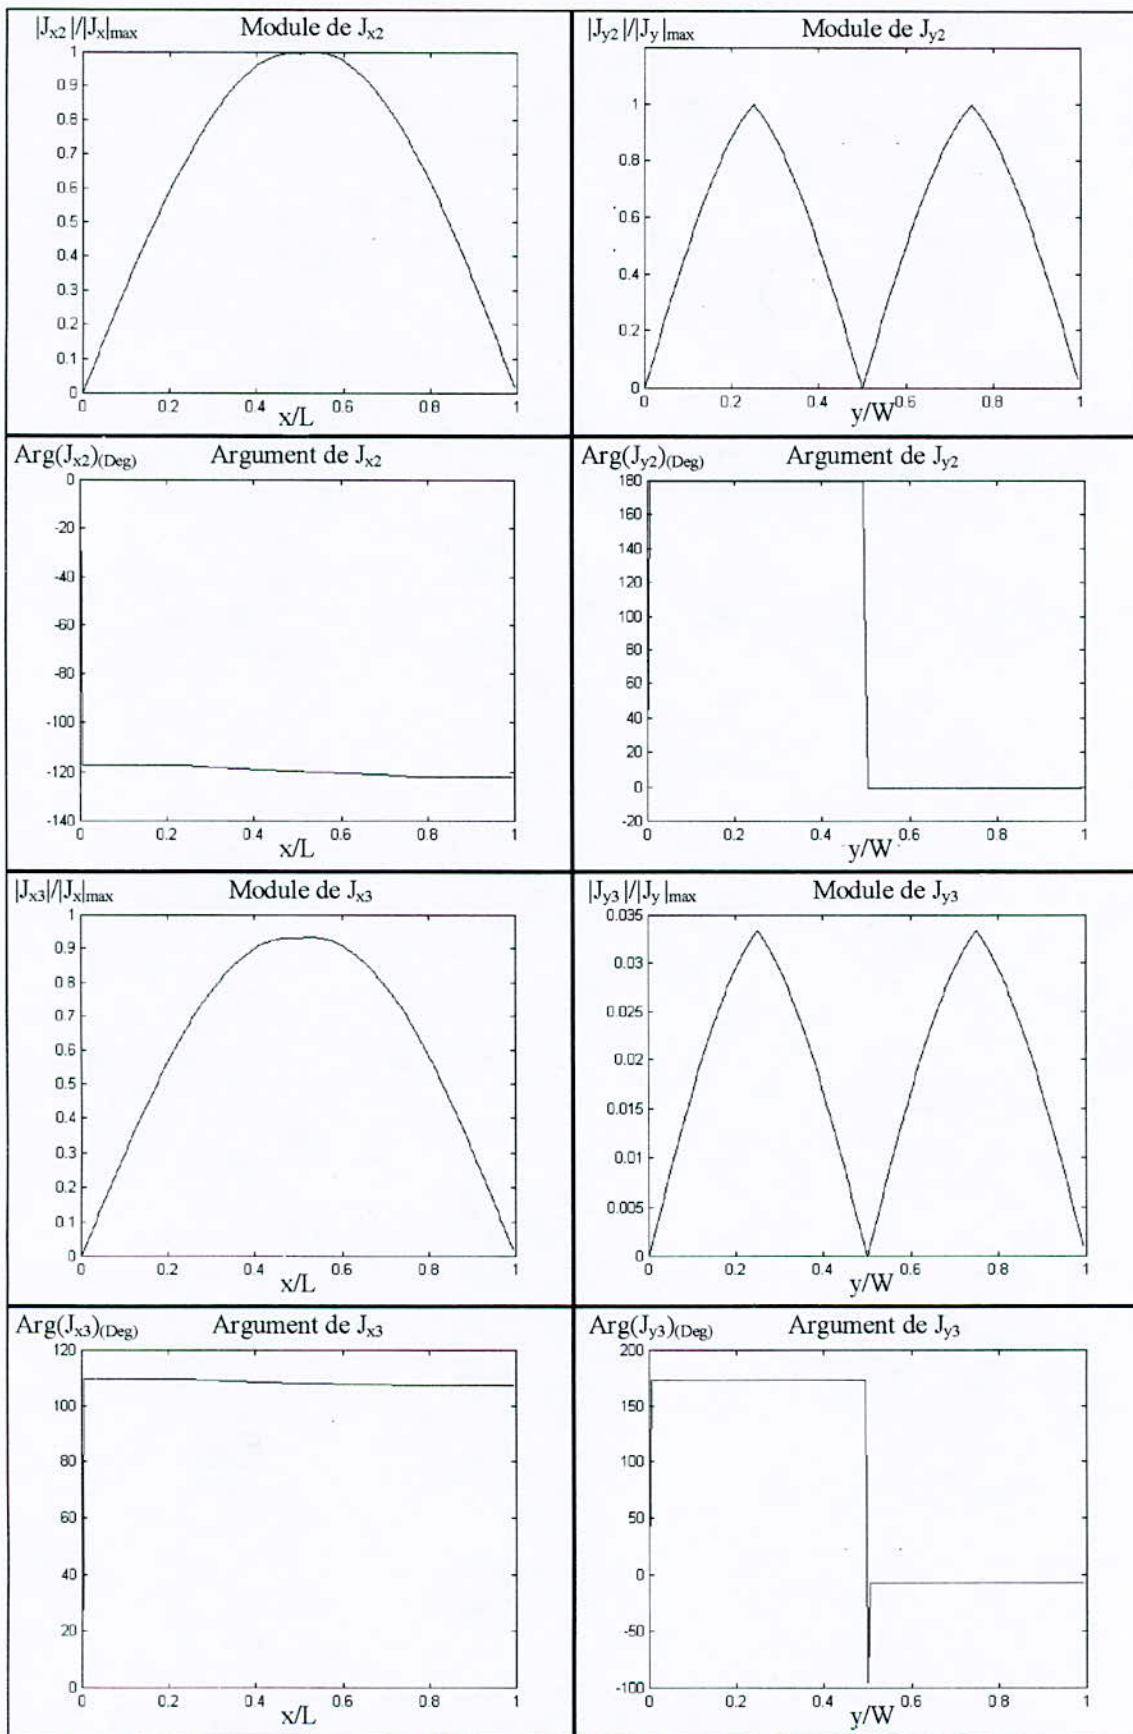 |Jx2|/|Jx|max Module de Jx2
1
0.9
0.8
0.7
0.6
0.5
0.4
0.3
0.2
0.1
0
0 0.2 0.4 0.6 0.8 1
x/L
|Jy2|/|Jy|max Module de Jy2
1
0.8
0.6
0.4
0.2
0
0 0.2 0.4 0.6 0.8 1
y/W
Arg(Jx2)(Deg) Argument de Jx2
0
-20
-40
-60
-80
-100
-120
-140
0 0.2 0.4 0.6 0.8 1
x/L
Arg(Jy2)(Deg) Argument de Jy2
180
160
140
120
100
80
60
40
20
0
-20
0 0.2 0.4 0.6 0.8 1
y/W
|Jx3|/|Jx|max Module de Jx3
1
0.9
0.8
0.7
0.6
0.5
0.4
0.3
0.2
0.1
0
0 0.2 0.4 0.6 0.8 1
x/L
|Jy3|/|Jy|max Module de Jy3
0.035
0.03
0.025
0.02
0.015
0.01
0.005
0
0 0.2 0.4 0.6 0.8 1
y/W
Arg(Jx3)(Deg) Argument de Jx3
120
100
80
60
40
20
0
0 0.2 0.4 0.6 0.8 1
x/L
Arg(Jy3)(Deg) Argument de Jy3
200
150
100
50
0
-50
-100
0 0.2 0.4 0.6 0.8 1
y/W